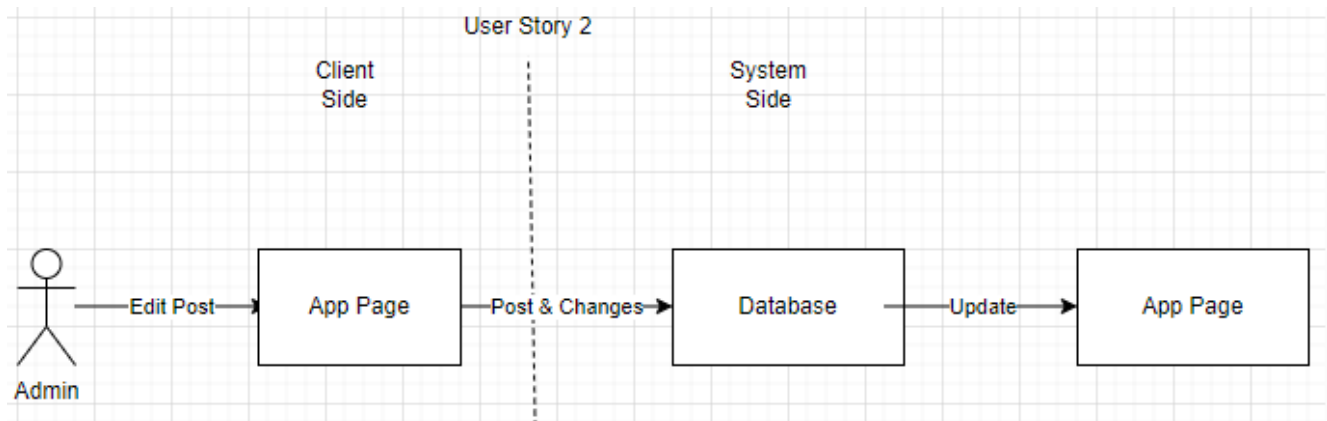 User Story 2
Client
Side
System
Side
Edit Post
App Page
Post & Changes
Database
Update
App Page
Admin